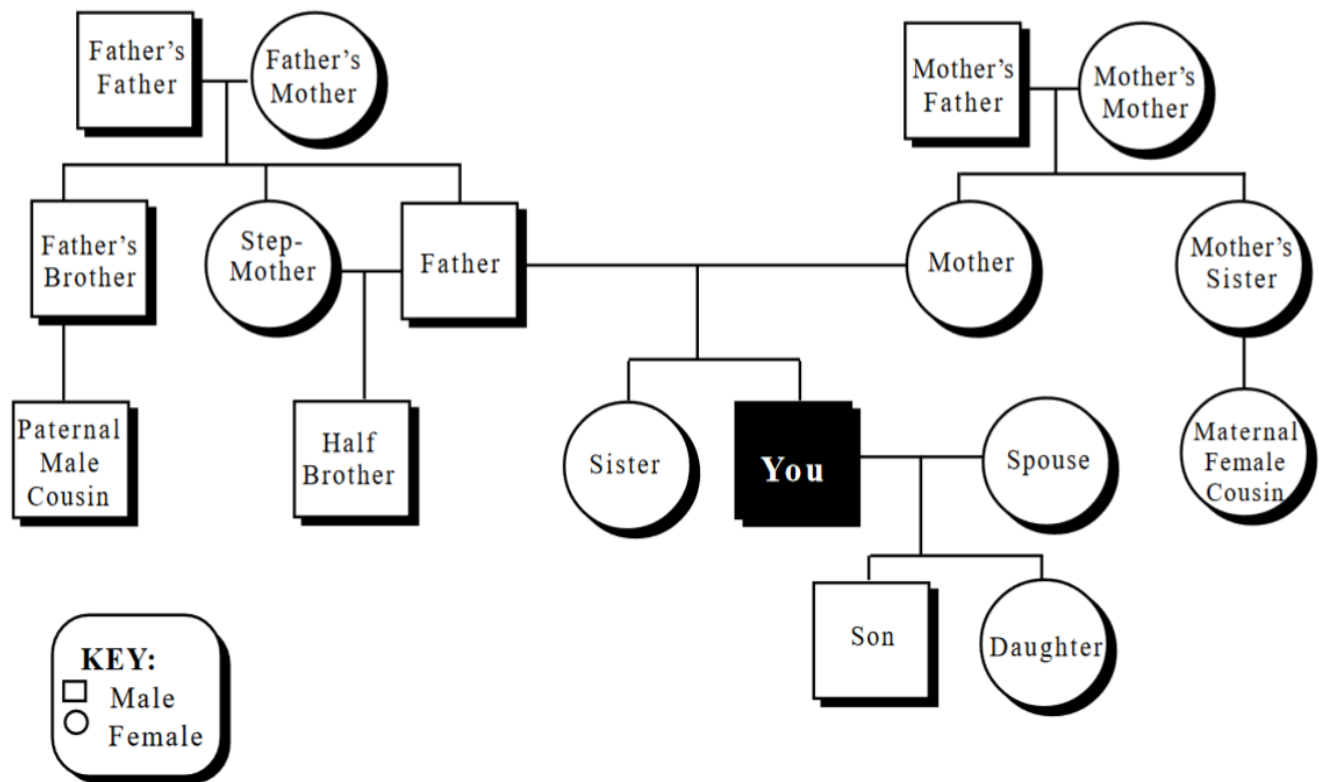 Father's
Father
Father's
Mother
Mother's
Father
Mother's
Mother
Father's
Brother
Step-
Mother
Father
Mother
Mother's
Sister
Paternal
Male
Cousin
Half
Brother
Sister
You
Spouse
Maternal
Female
Cousin
Son
Daughter
KEY:
Male
Female